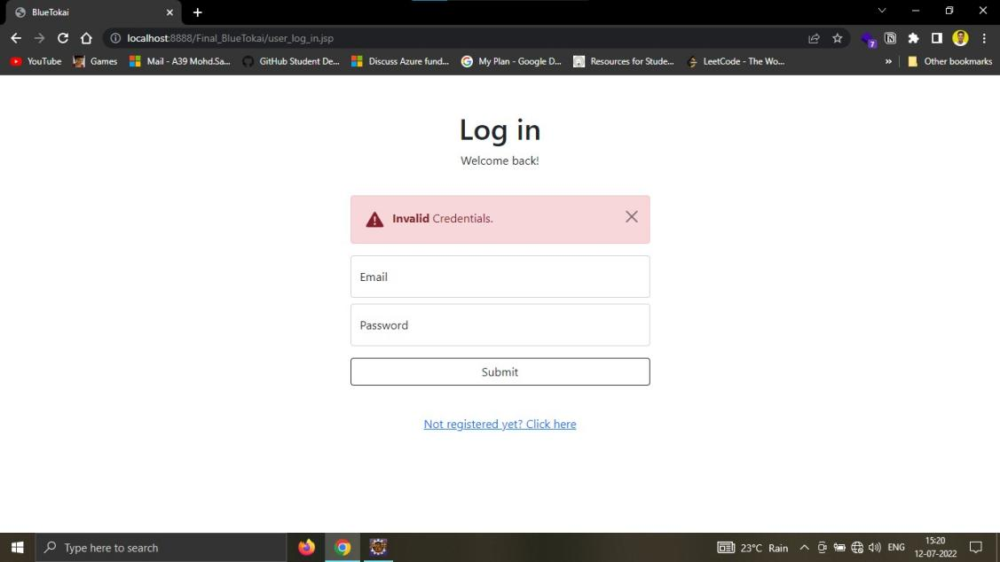 BlueTokai
localhost:8888/Final_BlueTokai/user_log_in.jsp
7
YouTube
Games
Mail - A39 Mohd.Sa...
GitHub Student De...
Discuss Azure fund...
My Plan - Google D...
Resources for Stude...
LeetCode - The Wo...
»
Other bookmarks
Log in
Welcome back!
Invalid Credentials.
Email
Password
Submit
Not registered yet? Click here
Type here to search
23°C Rain
ENG
15:20
12-07-2022